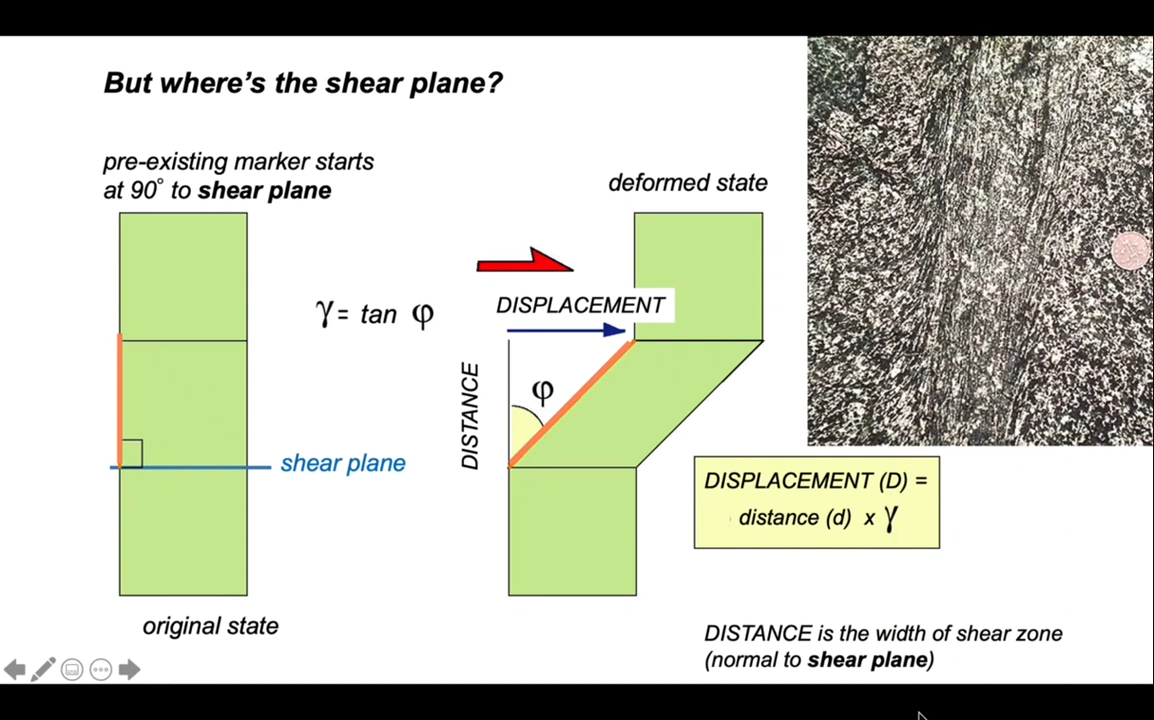 But where's the shear plane?
pre-existing marker starts
at 90° to shear plane
deformed state
γ = tan φ
DISPLACEMENT
DISTANCE
φ
shear plane
DISPLACEMENT (D) =
distance (d) x γ
original state
DISTANCE is the width of shear zone
(normal to shear plane)